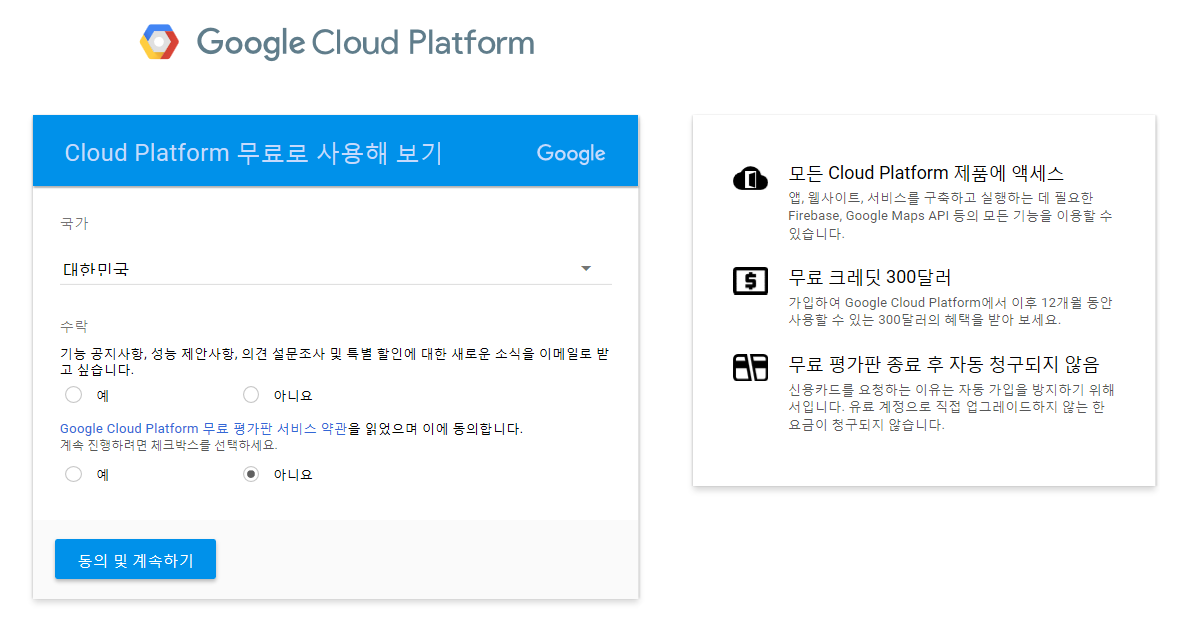 Google Cloud Platform
Cloud Platform 무료로 사용해 보기
Google
국가
대한민국
수락
기능 공지사항, 성능 제안사항, 의견 설문조사 및 특별 할인에 대한 새로운 소식을 이메일로 받
고 싶습니다.
예 아니요
Google Cloud Platform 무료 평가판 서비스 약관을 읽었으며 이에 동의합니다.
계속 진행하려면 체크박스를 선택하세요.
예 아니요
동의 및 계속하기
모든 Cloud Platform 제품에 액세스
앱, 웹사이트, 서비스를 구축하고 실행하는 데 필요한
Firebase, Google Maps API 등의 모든 기능을 이용할 수
있습니다.
무료 크레딧 300달러
가입하여 Google Cloud Platform에서 이후 12개월 동안
사용할 수 있는 300달러의 혜택을 받아 보세요.
무료 평가판 종료 후 자동 청구되지 않음
신용카드를 요청하는 이유는 자동 가입을 방지하기 위해
서입니다. 유료 계정으로 직접 업그레이드하지 않는 한
요금이 청구되지 않습니다.